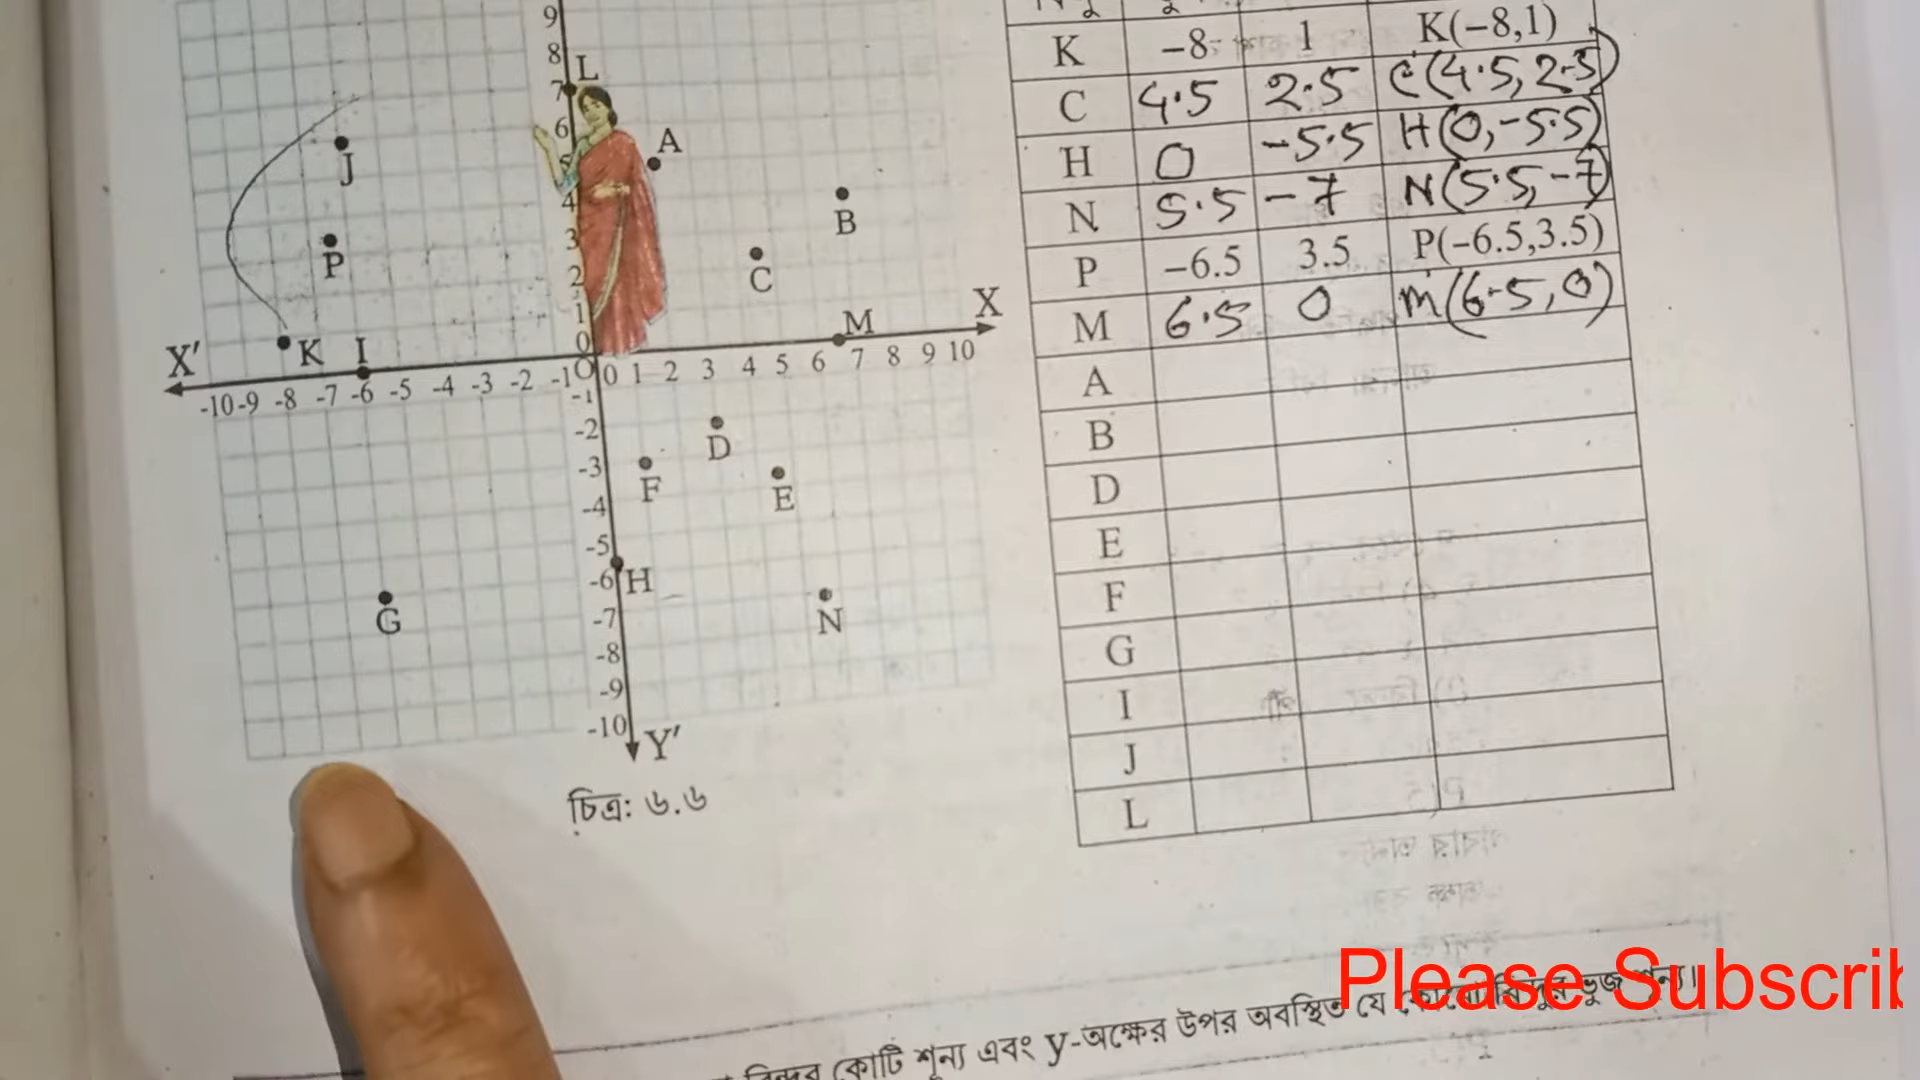 9
8
L
7
6
A
5
J
4
B
3
P
C
2
1
X
0
M
X′
K
I
O
0 1 2 3 4 5 6 7 8 9 10
-10 -9 -8 -7 -6 -5 -4 -3 -2 -1
-1
-2
D
-3
F
E
-4
-5
-6
H
G
N
-7
-8
-9
-10
Y′
চিত্র: ৬.৬
K −8 1 K(−8,1)
C 4.5 2.5 C(4.5, 2.5)
H 0 -5.5 H(0, -5.5)
N 5.5 -7 N(5.5, -7)
P −6.5 3.5 P(−6.5,3.5)
M 6.5 0 M(6.5, 0)
A
B
D
E
F
G
I
J
L
Please Subscrib
কোটি শূন্য এবং y-অক্ষের উপর অবস্থিত যে কোনো বিন্দুর ভুজ শূন্য।